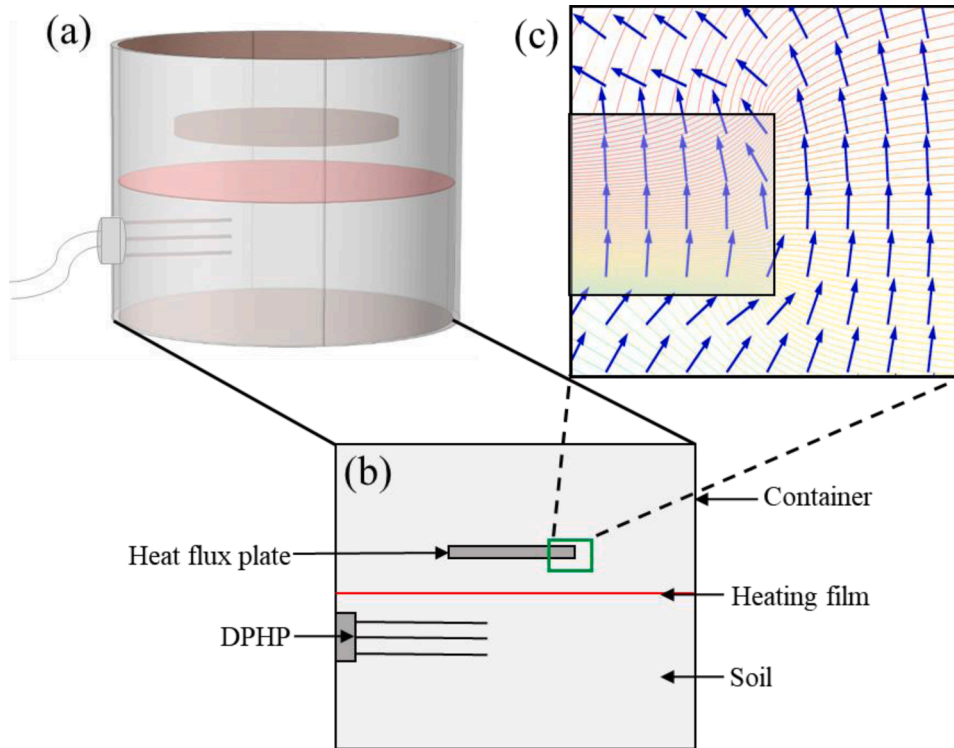 (a)
(c)
(b)
Container
Heat flux plate
Heating film
DPHP
Soil